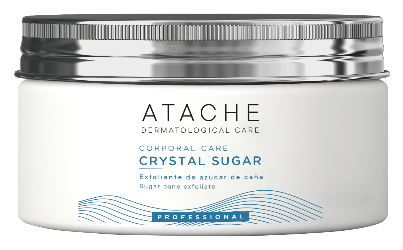 ATACHE
DERMATOLOGICAL CARE
CORPORAL CARE
CRYSTAL SUGAR
Exfoliante de azúcar de caña
Sugar cane exfoliate
PROFESSIONAL